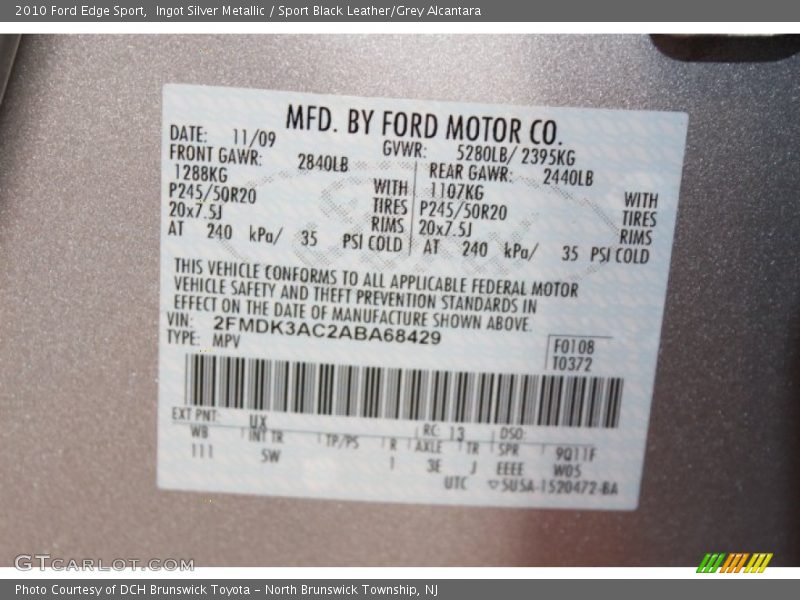 2010 Ford Edge Sport,  Ingot Silver Metallic / Sport Black Leather/Grey Alcantara
MFD. BY FORD MOTOR CO.
DATE: 11/09 GVWR: 5280LB/ 2395KG
FRONT GAWR: 2840LB REAR GAWR: 2440LB
1288KG WITH 1107KG WITH
P245/50R20 TIRES P245/50R20 TIRES
20x7.5J RIMS 20x7.5J RIMS
AT 240 kPa/ 35 PSI COLD AT 240 kPa/ 35 PSI COLD
THIS VEHICLE CONFORMS TO ALL APPLICABLE FEDERAL MOTOR
VEHICLE SAFETY AND THEFT PREVENTION STANDARDS IN
EFFECT ON THE DATE OF MANUFACTURE SHOWN ABOVE.
VIN: 2FMDK3AC2ABA68429
TYPE: MPV F0108
T0372
EXT PNT: UX RC: 13 DSO:
WB INT TR TP/PS R AXLE TR SPR 9Q11F
111 5W 1 3E J EEEE W05
UTC ▽5U5A-1520472-BA
GTCarLot.com
Photo Courtesy of DCH Brunswick Toyota – North Brunswick Township, NJ